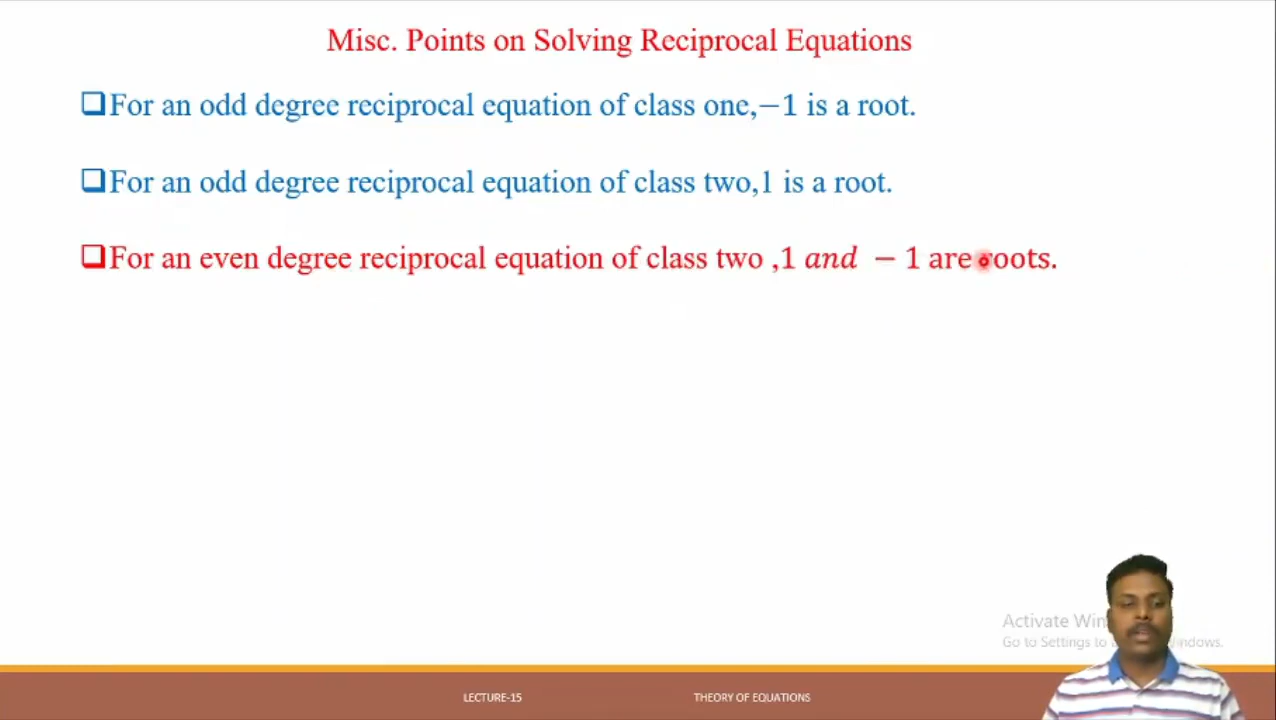 Misc. Points on Solving Reciprocal Equations
❑For an odd degree reciprocal equation of class one,−1 is a root.
❑For an odd degree reciprocal equation of class two,1 is a root.
❑For an even degree reciprocal equation of class two ,1 and −1 are roots.
Activate Win
Go to Settings to
LECTURE-15
THEORY OF EQUATIONS